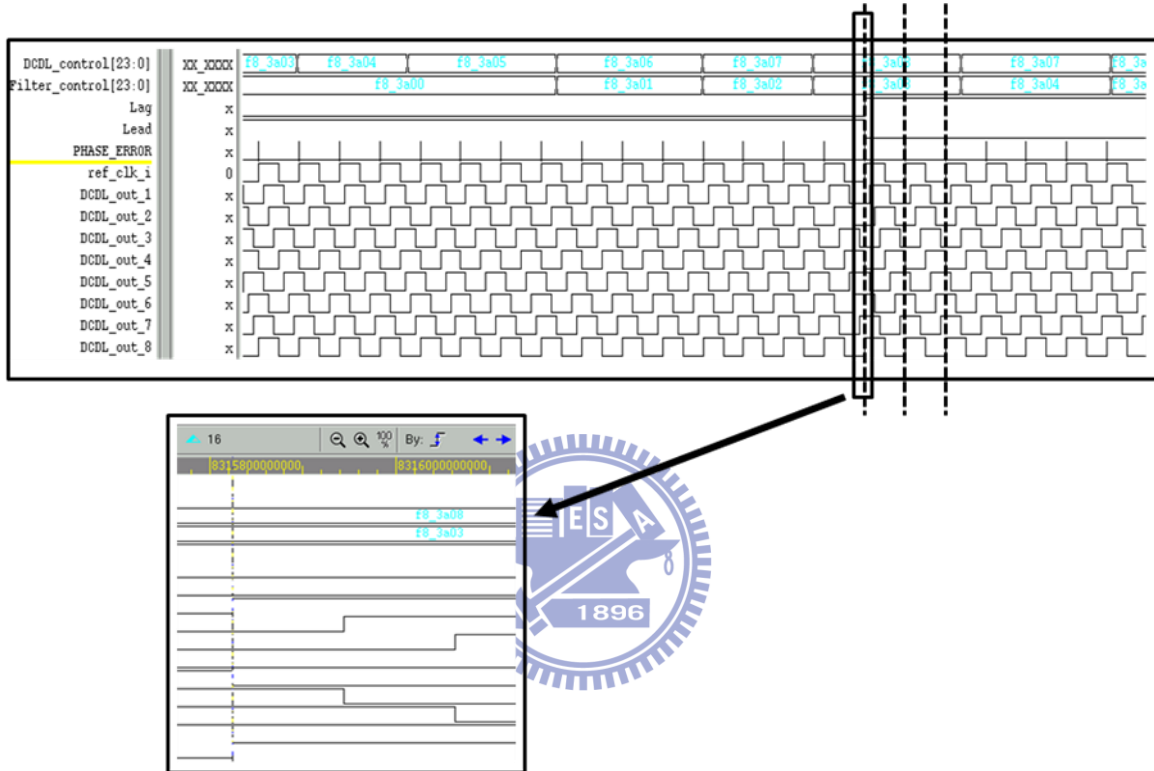 DCDL_control[23:0] XX_XXXX f8_3a03 f8_3a04 f8_3a05 f8_3a06 f8_3a07 f8_3a07
Filter_control[23:0] XX_XXXX f8_3a00 f8_3a01 f8_3a02 f8_3a04
Lag x
Lead x
PHASE_ERROR x
ref_clk_i 0
DCDL_out_1 x
DCDL_out_2 x
DCDL_out_3 x
DCDL_out_4 x
DCDL_out_5 x
DCDL_out_6 x
DCDL_out_7 x
DCDL_out_8 x
16 100% By:
8315800000000 8316000000000
f8_3a08
f8_3a03
ES A
1896